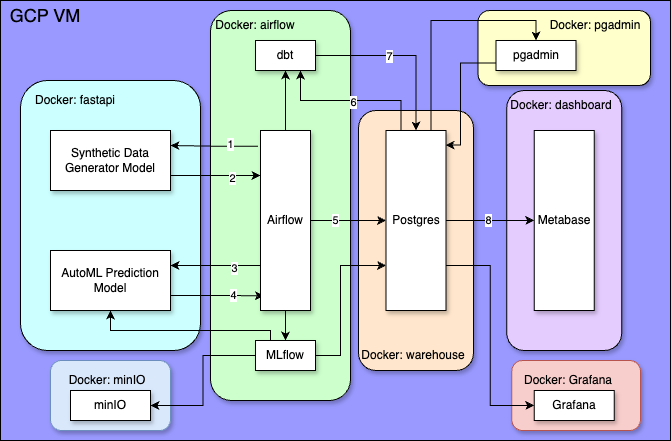 GCP VM
Docker: airflow
Docker: pgadmin
dbt
7
pgadmin
Docker: fastapi
6
Docker: dashboard
Synthetic Data
Generator Model
1
2
Airflow
5
Postgres
8
Metabase
AutoML Prediction
Model
3
4
MLflow
Docker: warehouse
Docker: minIO
minIO
Docker: Grafana
Grafana